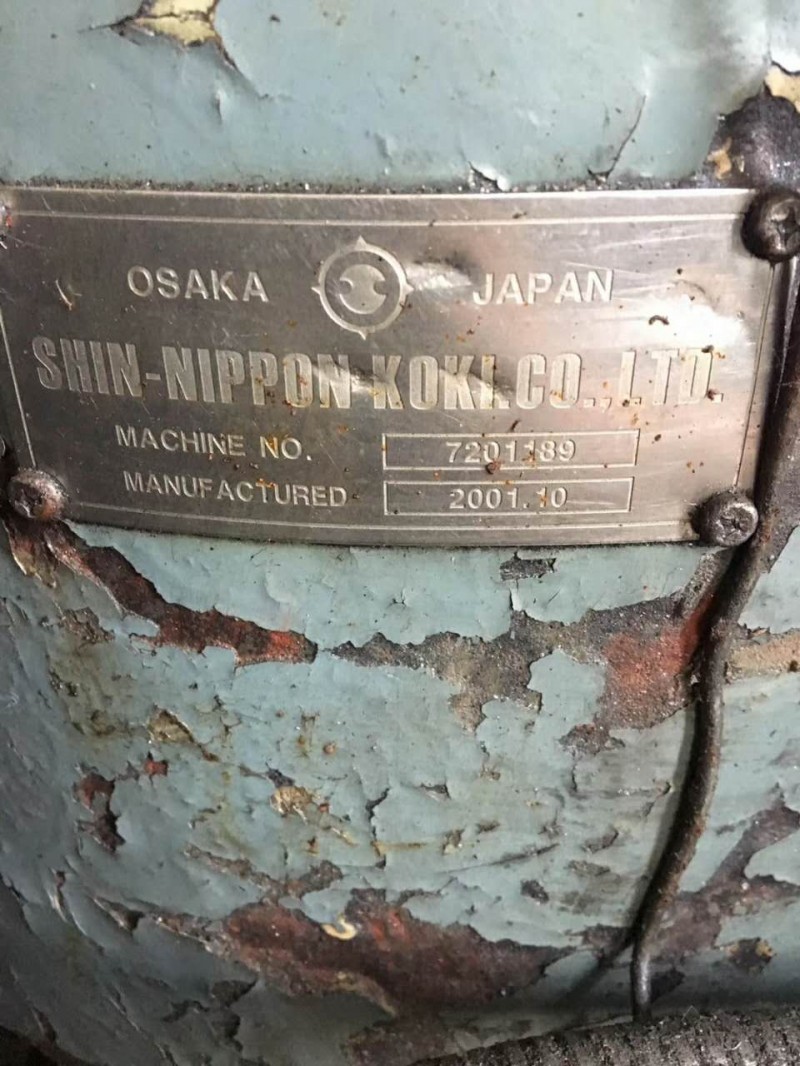 OSAKA JAPAN
SHIN-NIPPON KOKI.CO.,LTD.
MACHINE NO. 7201189
MANUFACTURED 2001.10